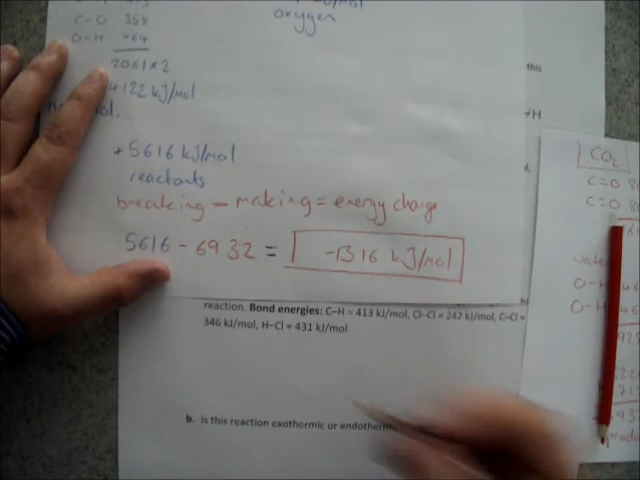 C-O 358
oxygen
O-H 464
2061 x 2
4122 kJ/mol
+5616 kJ/mol
reactants
breaking - making = energy change
5616 - 6932 = -1316 kJ/mol
reaction. Bond energies: C–H = 413 kJ/mol, Cl–Cl = 242 kJ/mol, C–Cl =
346 kJ/mol, H–Cl = 431 kJ/mol
b. Is this reaction exothermic or
this
CO2
C=O
C=O
O-H
O-H